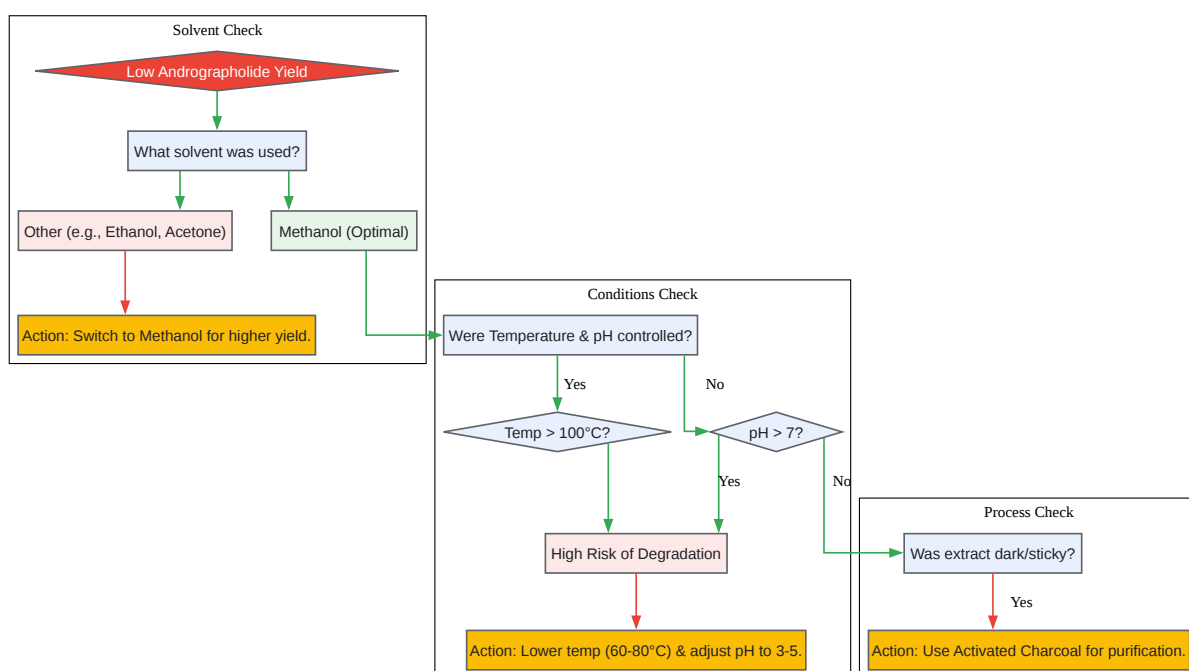 Solvent Check
Low Andrographolide Yield
What solvent was used?
Other (e.g., Ethanol, Acetone)
Methanol (Optimal)
Action: Switch to Methanol for higher yield.
Conditions Check
Were Temperature & pH controlled?
Yes
No
Temp > 100°C?
pH > 7?
Yes
No
High Risk of Degradation
Action: Lower temp (60-80°C) & adjust pH to 3-5.
Process Check
Was extract dark/sticky?
Yes
Action: Use Activated Charcoal for purification.